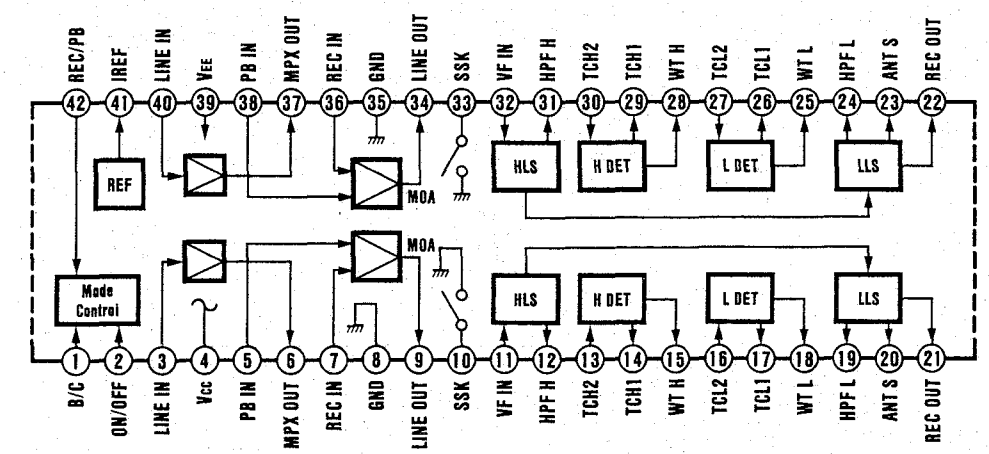 REC/PB
IREF
LINE IN
VEE
PB IN
MPX OUT
REC IN
GND
LINE OUT
SSK
VF IN
HPF H
TCH2
TCH1
WT H
TCL2
TCL1
WT L
HPF L
ANT S
REC OUT
42 41 40 39 38 37 36 35 34 33 32 31 30 29 28 27 26 25 24 23 22
REF
MOA
HLS
H DET
L DET
LLS
Mode
Control
MOA
HLS
H DET
L DET
LLS
1 2 3 4 5 6 7 8 9 10 11 12 13 14 15 16 17 18 19 20 21
B/C
ON/OFF
LINE IN
VCC
PB IN
MPX OUT
REC IN
GND
LINE OUT
SSK
VF IN
HPF H
TCH2
TCH1
WT H
TCL2
TCL1
WT L
HPF L
ANT S
REC OUT